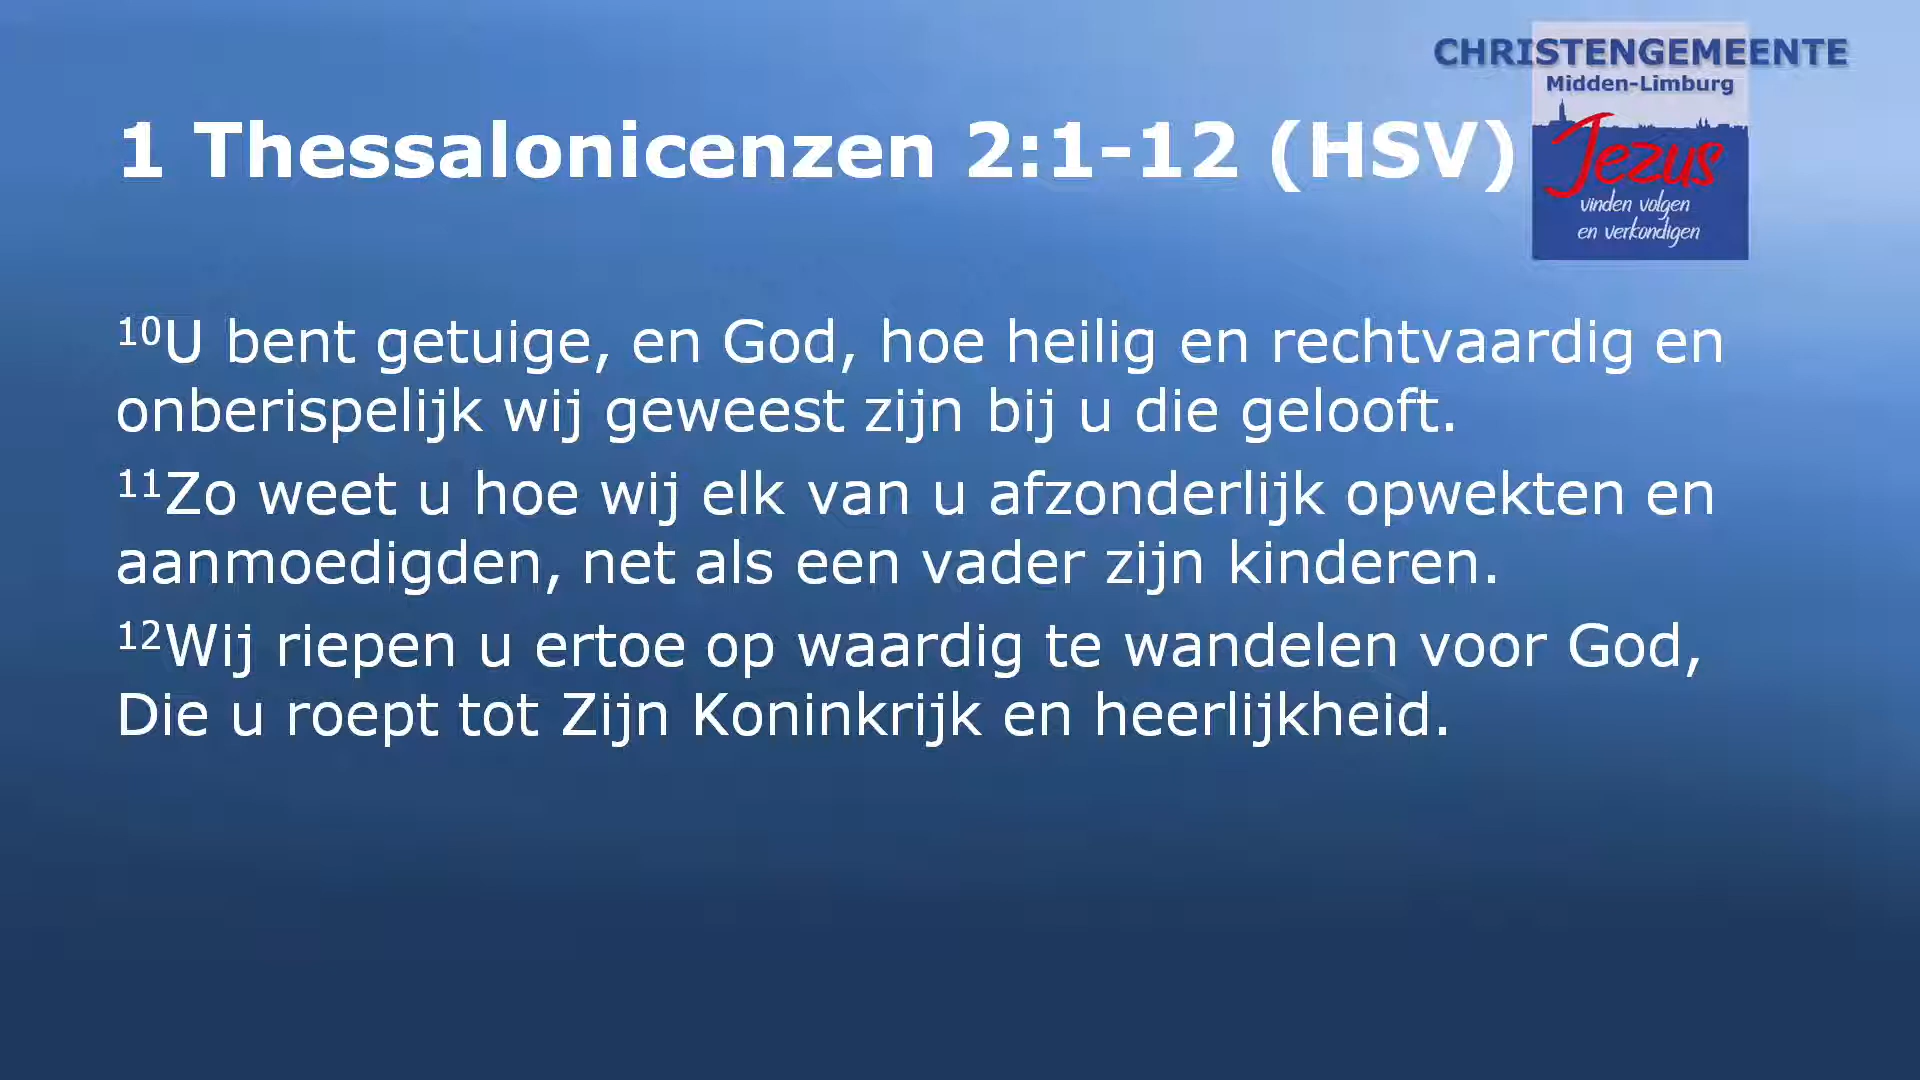 CHRISTENGEMEENTE
Midden-Limburg
1 Thessalonicenzen 2:1-12 (HSV)
Jezus
vinden volgen
en verkondigen
10U bent getuige, en God, hoe heilig en rechtvaardig en
onberispelijk wij geweest zijn bij u die gelooft.
11Zo weet u hoe wij elk van u afzonderlijk opwekten en
aanmoedigden, net als een vader zijn kinderen.
12Wij riepen u ertoe op waardig te wandelen voor God,
Die u roept tot Zijn Koninkrijk en heerlijkheid.